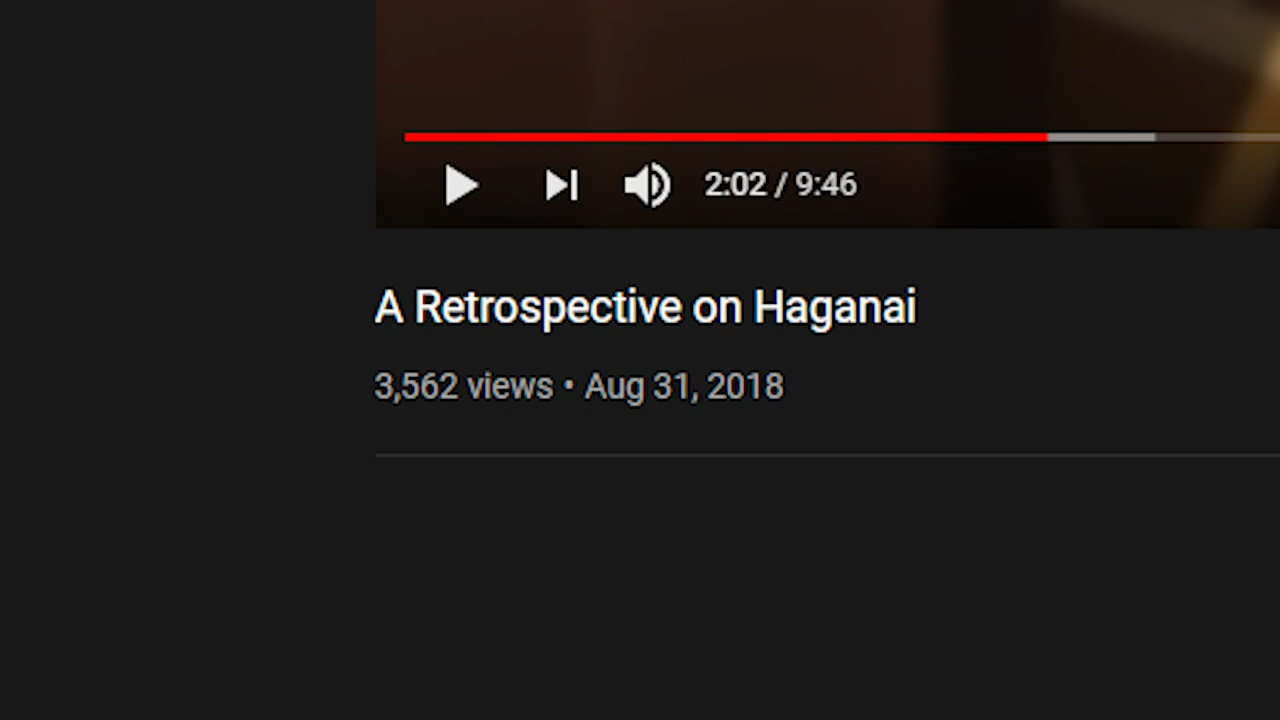 2:02 / 9:46
A Retrospective on Haganai
3,562 views • Aug 31, 2018